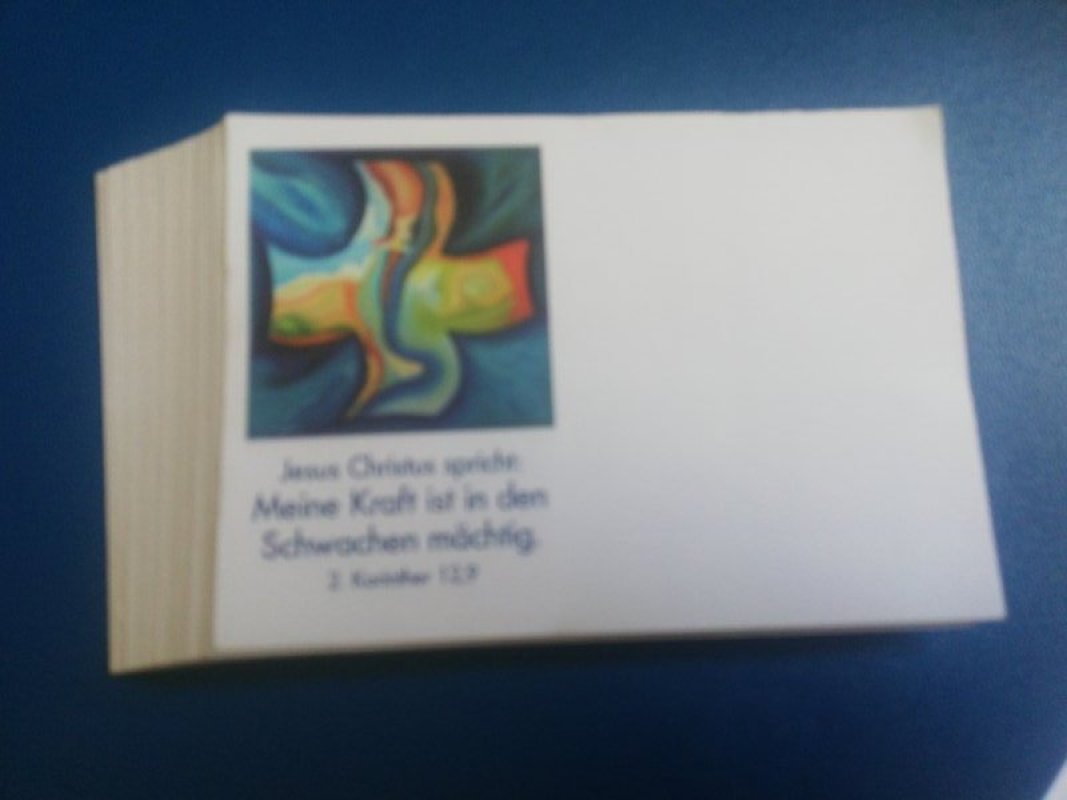 Jesus Christus spricht:
Meine Kraft ist in den
Schwachen mächtig.
2. Korinther 12,9